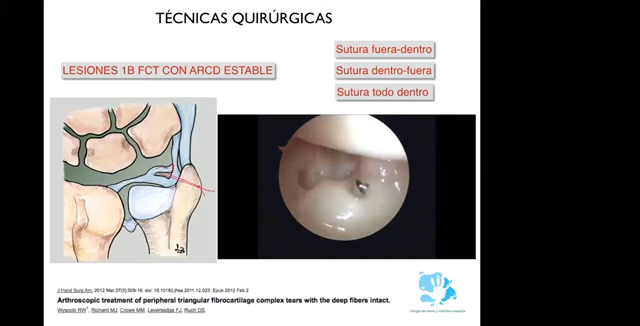 TÉCNICAS QUIRÚRGICAS
Sutura fuera-dentro
LESIONES 1B FCT CON ARCD ESTABLE
Sutura dentro-fuera
Sutura todo dentro
J Hand Surg Am. 2012 Mar;37(3):509-16. doi: 10.1016/j.jhsa.2011.12.023. Epub 2012 Feb 2
Arthroscopic treatment of peripheral triangular fibrocartilage complex tears with the deep fibers intact.
Wysocki RW1, Richard MJ, Crowe MM, Leversedge FJ, Ruch DS.